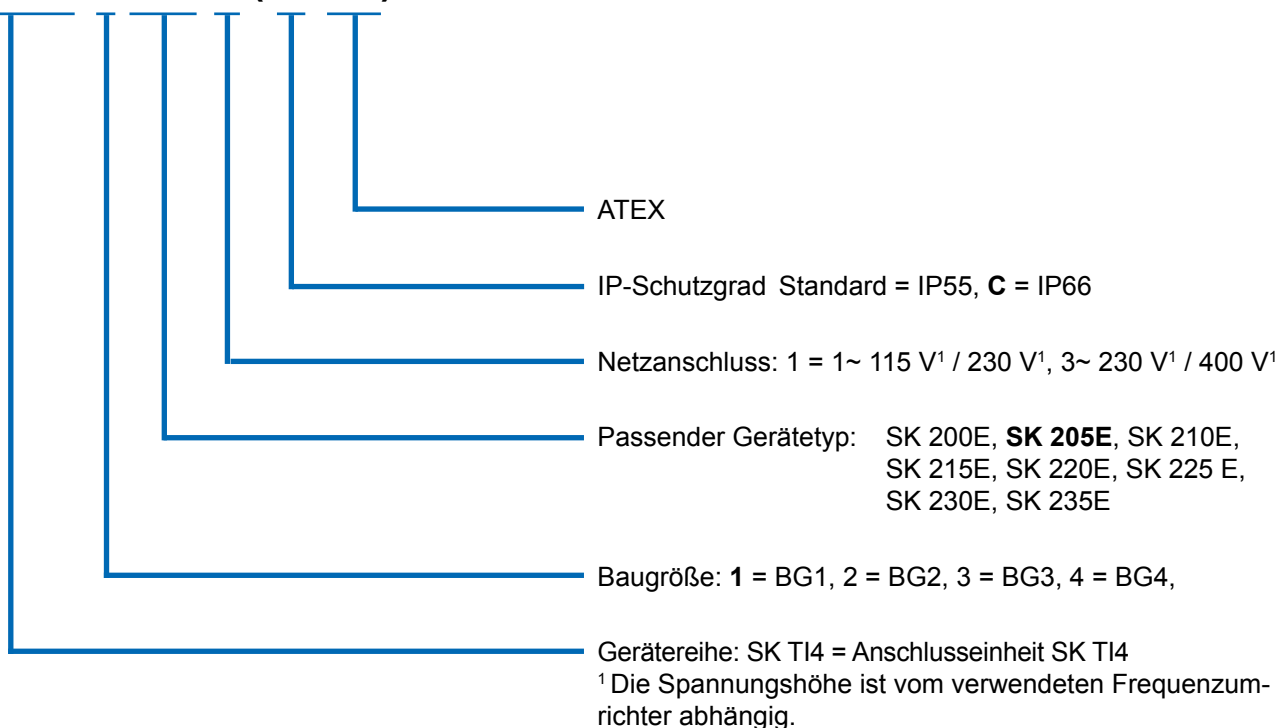 ATEX
IP-Schutzgrad Standard = IP55, C = IP66
Netzanschluss: 1 = 1~ 115 V¹ / 230 V¹, 3~ 230 V¹ / 400 V¹
Passender Gerätetyp: SK 200E, SK 205E, SK 210E,
SK 215E, SK 220E, SK 225 E,
SK 230E, SK 235E
Baugröße: 1 = BG1, 2 = BG2, 3 = BG3, 4 = BG4,
Gerätereihe: SK TI4 = Anschlusseinheit SK TI4
¹ Die Spannungshöhe ist vom verwendeten Frequenzum-
richter abhängig.